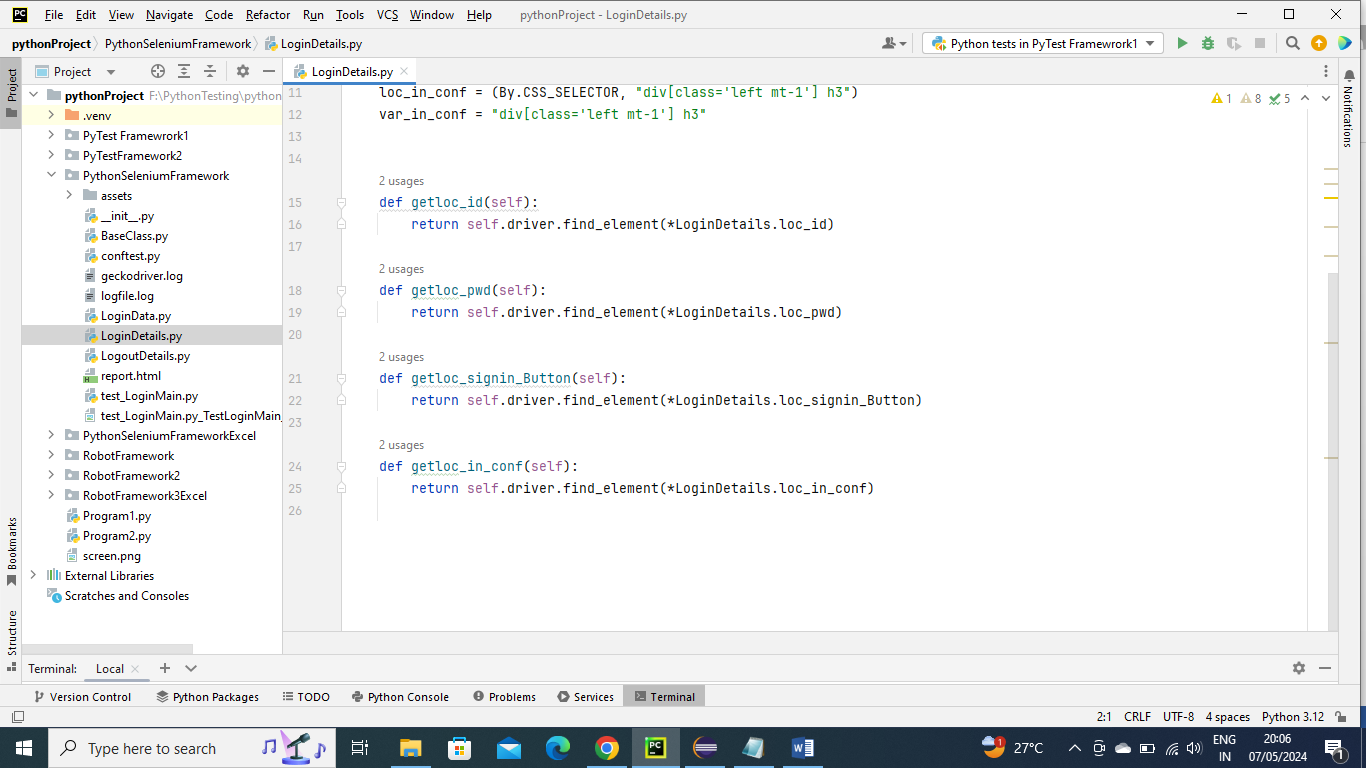 PC File Edit View Navigate Code Refactor Run Tools VCS Window Help pythonProject - LoginDetails.py
pythonProject PythonSeleniumFramework LoginDetails.py Python tests in PyTest Framewrork1
Project
Project
LoginDetails.py
Notifications
pythonProject F:\PythonTesting\python
.venv
PyTest Framewrork1
PyTestFramework2
PythonSeleniumFramework
assets
__init__.py
BaseClass.py
conftest.py
geckodriver.log
logfile.log
LoginData.py
LoginDetails.py
LogoutDetails.py
report.html
test_LoginMain.py
test_LoginMain.py_TestLoginMain_
PythonSeleniumFrameworkExcel
RobotFramework
RobotFramework2
RobotFramework3Excel
Program1.py
Program2.py
screen.png
External Libraries
Scratches and Consoles
Bookmarks
Structure
1 8 5
11 loc_in_conf = (By.CSS_SELECTOR, "div[class='left mt-1'] h3")
12 var_in_conf = "div[class='left mt-1'] h3"
13
14
2 usages
15 def getloc_id(self):
16 return self.driver.find_element(*LoginDetails.loc_id)
17
2 usages
18 def getloc_pwd(self):
19 return self.driver.find_element(*LoginDetails.loc_pwd)
20
2 usages
21 def getloc_signin_Button(self):
22 return self.driver.find_element(*LoginDetails.loc_signin_Button)
23
2 usages
24 def getloc_in_conf(self):
25 return self.driver.find_element(*LoginDetails.loc_in_conf)
26
Terminal: Local
Version Control Python Packages TODO Python Console Problems Services Terminal
2:1 CRLF UTF-8 4 spaces Python 3.12
Type here to search
PC
W
27°C
ENG
IN
20:06
07/05/2024
1